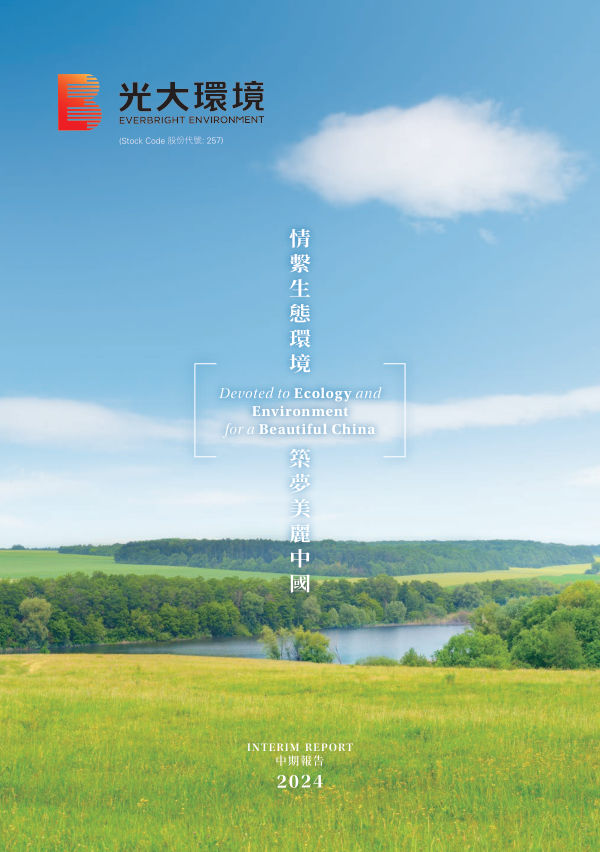 光大環境
EVERBRIGHT ENVIRONMENT
(Stock Code 股份代號: 257)
情繫生態環境
Devoted to Ecology and
Environment
for a Beautiful China
築夢美麗中國
INTERIM REPORT
中期報告
2024